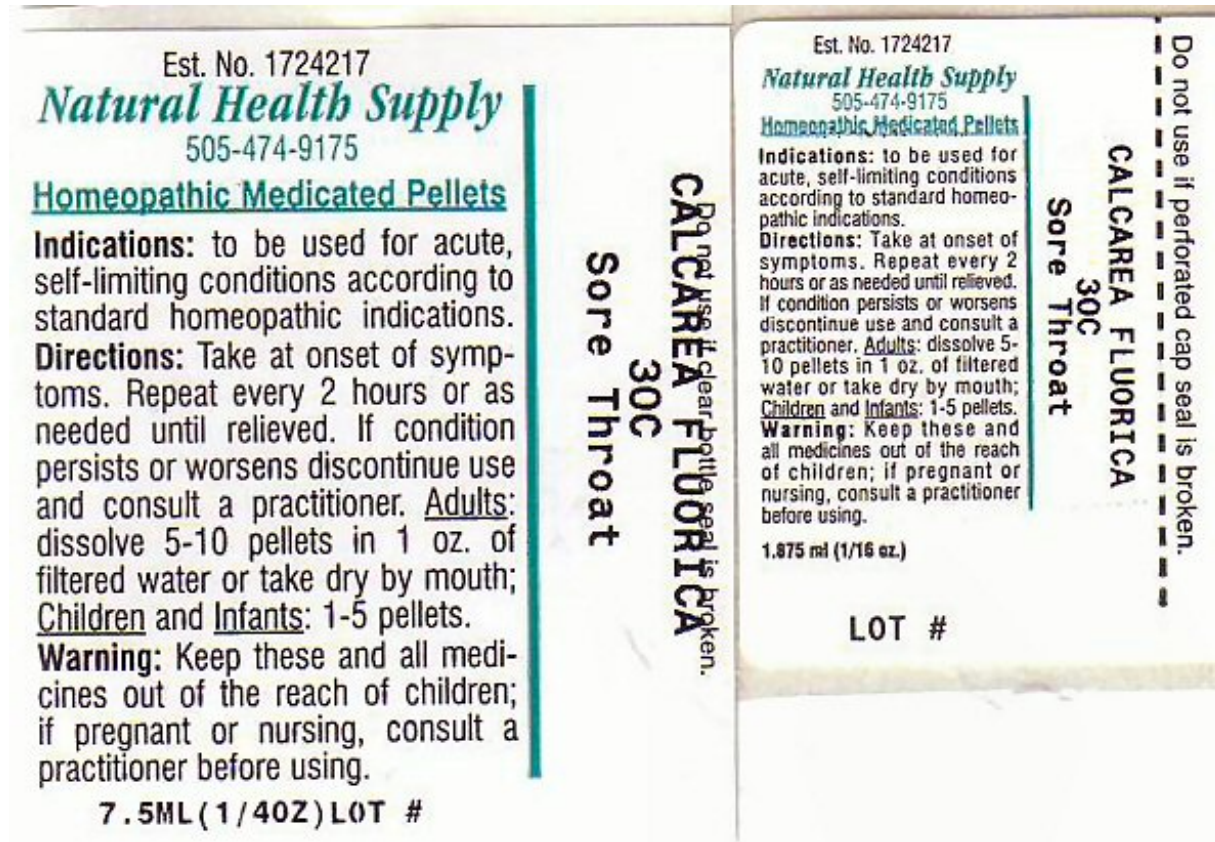 Est. No. 1724217
Natural Health Supply
505-474-9175
Homeopathic Medicated Pellets
Indications: to be used for acute,
self-limiting conditions according to
standard homeopathic indications.
Directions: Take at onset of symp-
toms. Repeat every 2 hours or as
needed until relieved. If condition
persists or worsens discontinue use
and consult a practitioner. Adults:
dissolve 5-10 pellets in 1 oz. of
filtered water or take dry by mouth;
Children and Infants: 1-5 pellets.
Warning: Keep these and all medi-
cines out of the reach of children;
if pregnant or nursing, consult a
practitioner before using.
7.5ML(1/4OZ)LOT #
Do not use if clear bottle seal is broken.
CALCAREA FLUORICA
30C
Sore Throat
Est. No. 1724217
Natural Health Supply
505-474-9175
Homeopathic Medicated Pellets
Indications: to be used for
acute, self-limiting conditions
according to standard homeo-
pathic indications.
Directions: Take at onset of
symptoms. Repeat every 2
hours or as needed until relieved.
If condition persists or worsens
discontinue use and consult a
practitioner. Adults: dissolve 5-
10 pellets in 1 oz. of filtered
water or take dry by mouth;
Children and Infants: 1-5 pellets.
Warning: Keep these and
all medicines out of the reach
of children; if pregnant or
nursing, consult a practitioner
before using.
1.875 ml (1/16 oz.)
LOT #
Do not use if perforated cap seal is broken.
CALCAREA FLUORICA
30C
Sore Throat